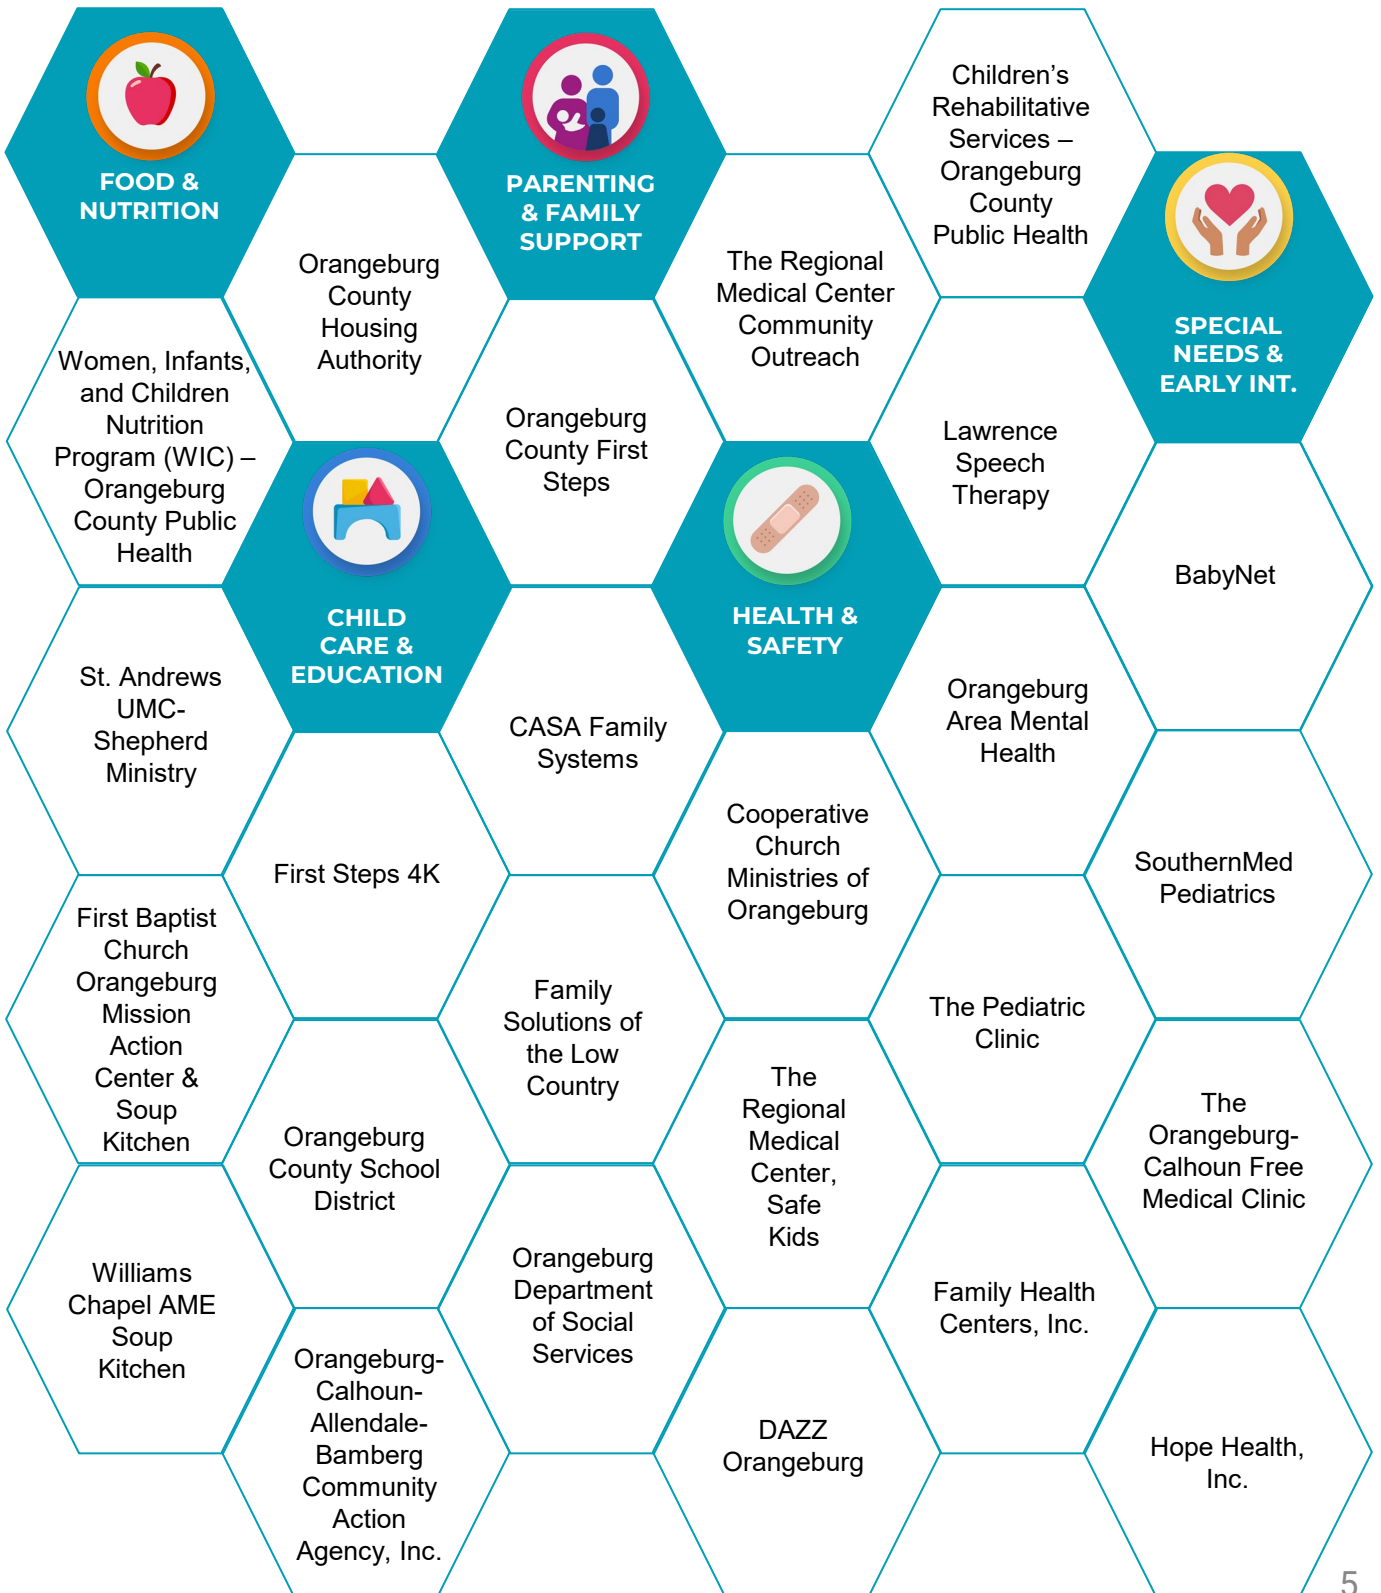 FOOD &
NUTRITION
Women, Infants,
and Children
Nutrition
Program (WIC) –
Orangeburg
County Public
Health
St. Andrews
UMC-
Shepherd
Ministry
First Baptist
Church
Orangeburg
Mission
Action
Center &
Soup
Kitchen
Williams
Chapel AME
Soup
Kitchen
Orangeburg
County
Housing
Authority
CHILD
CARE &
EDUCATION
First Steps 4K
Orangeburg
County School
District
Orangeburg-
Calhoun-
Allendale-
Bamberg
Community
Action
Agency, Inc.
PARENTING
& FAMILY
SUPPORT
Orangeburg
County First
Steps
CASA Family
Systems
Family
Solutions of
the Low
Country
Orangeburg
Department
of Social
Services
The Regional
Medical Center
Community
Outreach
HEALTH &
SAFETY
Cooperative
Church
Ministries of
Orangeburg
The
Regional
Medical
Center,
Safe
Kids
DAZZ
Orangeburg
Children’s
Rehabilitative
Services –
Orangeburg
County
Public Health
Lawrence
Speech
Therapy
Orangeburg
Area Mental
Health
The Pediatric
Clinic
Family Health
Centers, Inc.
SPECIAL
NEEDS &
EARLY INT.
BabyNet
SouthernMed
Pediatrics
The
Orangeburg-
Calhoun Free
Medical Clinic
Hope Health,
Inc.
5